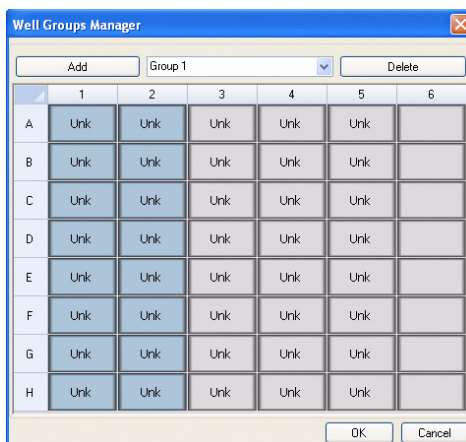 Well Groups Manager
Add Group 1 Delete
1 2 3 4 5 6
A Unk Unk Unk Unk Unk
B Unk Unk Unk Unk Unk
C Unk Unk Unk Unk Unk
D Unk Unk Unk Unk Unk
E Unk Unk Unk Unk Unk
F Unk Unk Unk Unk Unk
G Unk Unk Unk Unk Unk
H Unk Unk Unk Unk Unk
OK Cancel